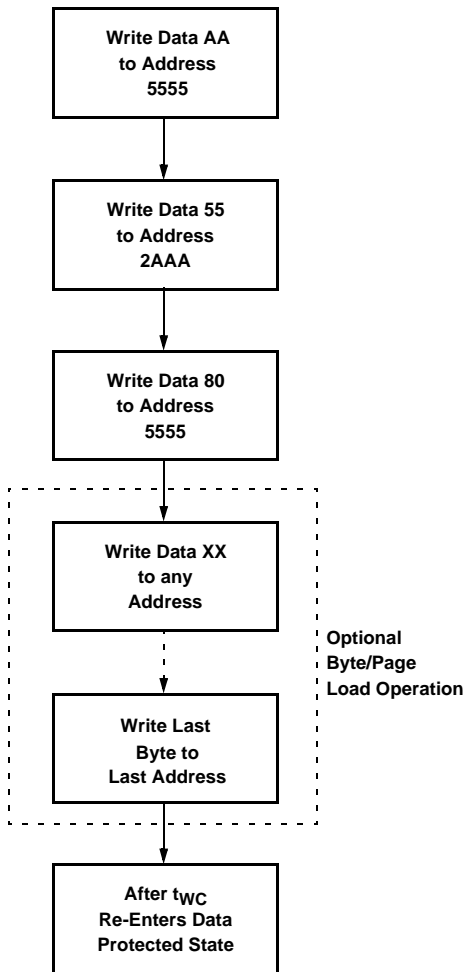 Write Data AA
to Address
5555
Write Data 55
to Address
2AAA
Write Data 80
to Address
5555
Write Data XX
to any
Address
Optional
Byte/Page
Load Operation
Write Last
Byte to
Last Address
After tWC
Re-Enters Data
Protected State